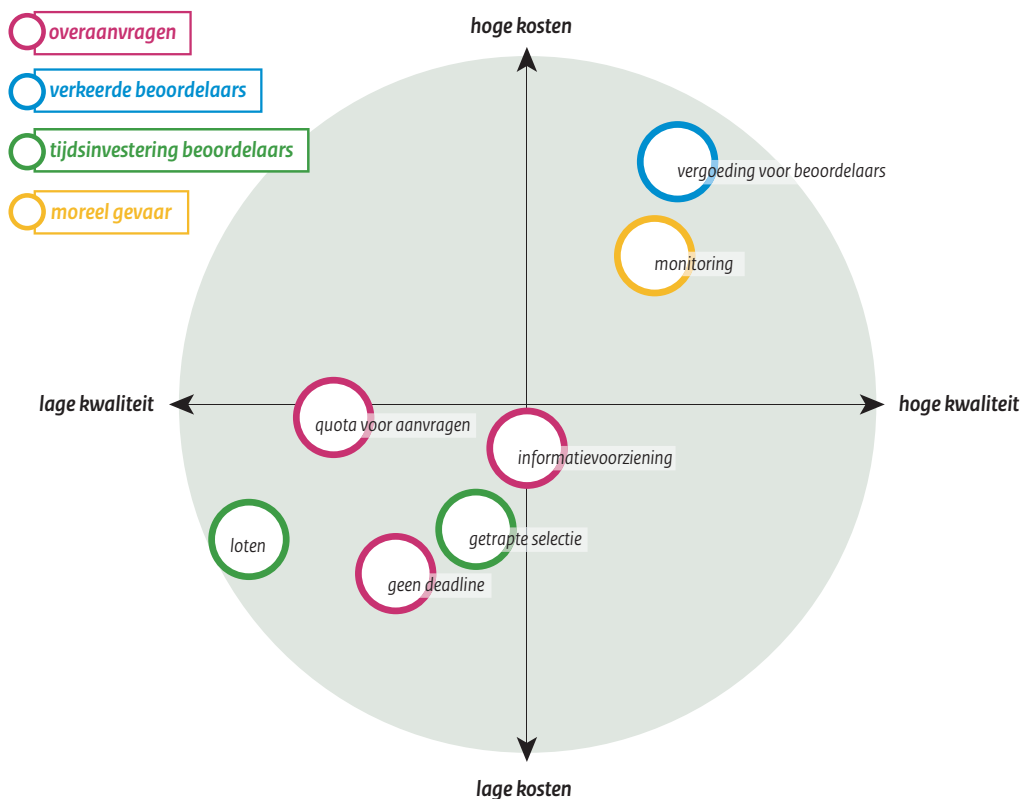 overaanvragen
verkeerde beoordelaars
tijdsinvestering beoordelaars
moreel gevaar
hoge kosten
vergoeding voor beoordelaars
monitoring
lage kwaliteit
hoge kwaliteit
quota voor aanvragen
informatievoorziening
loten
getrapte selectie
geen deadline
lage kosten